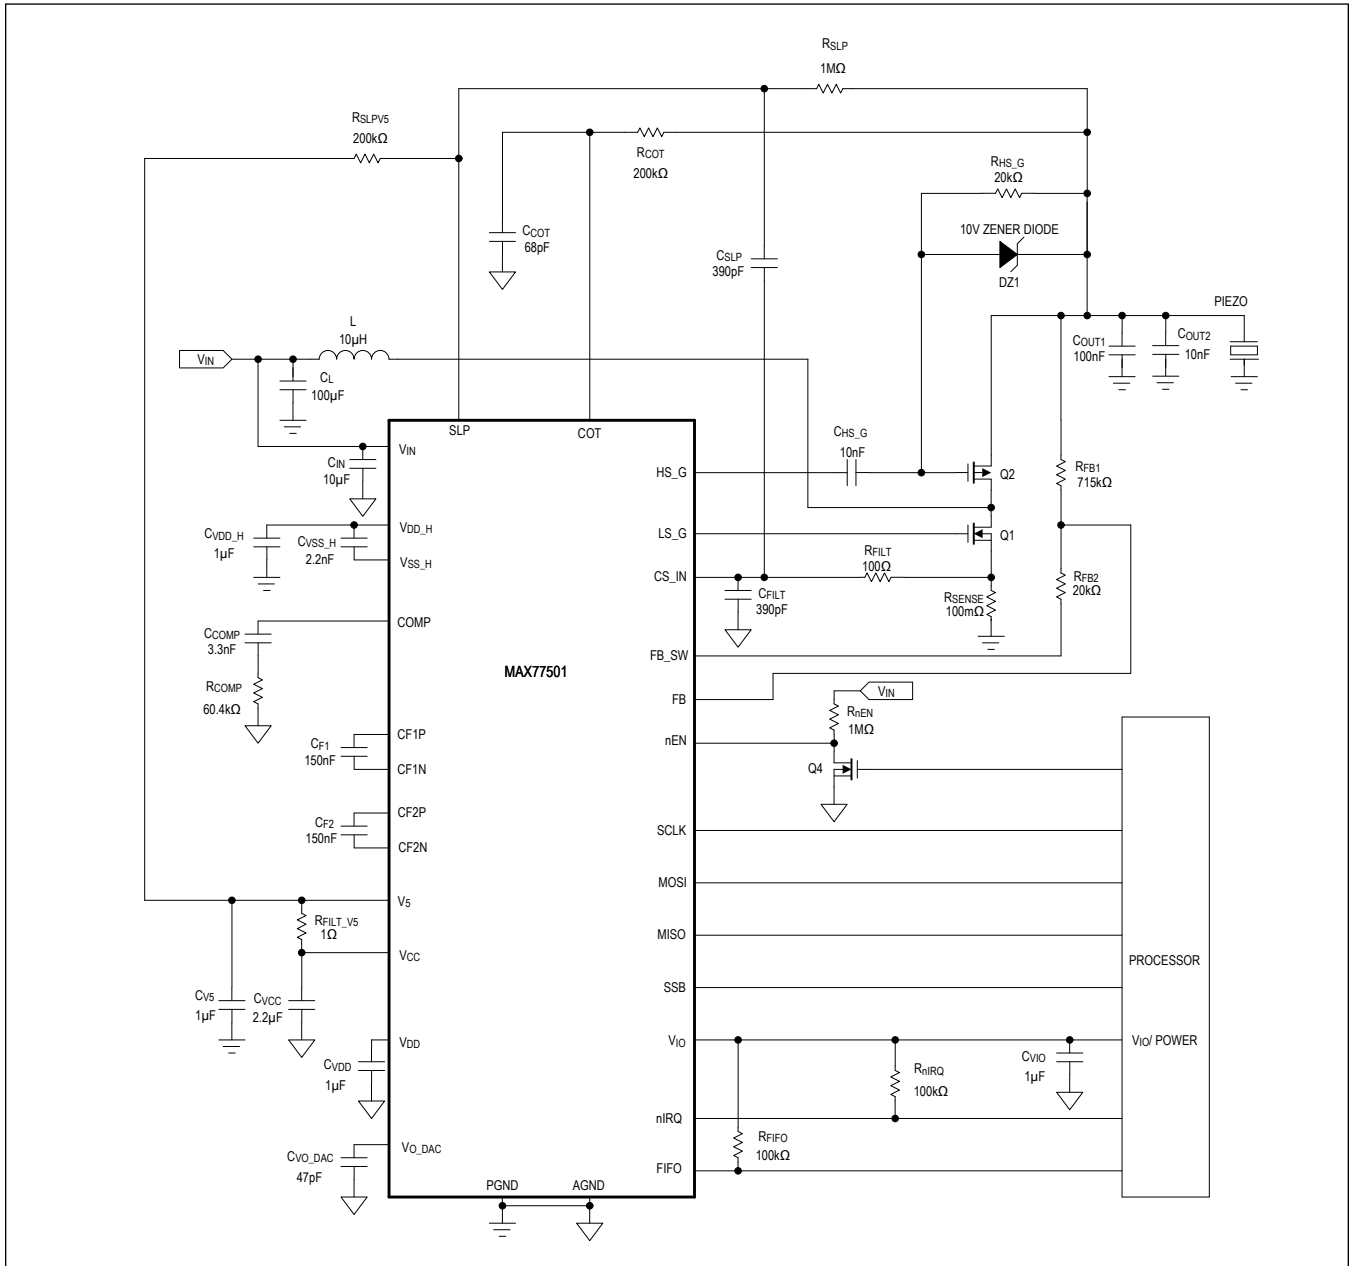 RSLP
1MΩ
RSLPV5
200kΩ
RCOT
200kΩ
RHS_G
20kΩ
CCOT
68pF
CSLP
390pF
10V ZENER DIODE
DZ1
L
10µH
PIEZO
VIN
CL
100µF
COUT1
100nF
COUT2
10nF
SLP
COT
CIN
10µF
VIN
CHS_G
10nF
HS_G
Q2
RFB1
715kΩ
CVDD_H
1µF
CVSS_H
2.2nF
VDD_H
VSS_H
LS_G
Q1
RFILT
100Ω
CS_IN
CFILT
390pF
RSENSE
100mΩ
RFB2
20kΩ
CCOMP
3.3nF
COMP
RCOMP
60.4kΩ
MAX77501
FB_SW
FB
VIN
RnEN
1MΩ
nEN
Q4
CF1
150nF
CF1P
CF1N
CF2
150nF
CF2P
CF2N
SCLK
MOSI
MISO
SSB
PROCESSOR
V5
RFILT_V5
1Ω
VCC
CV5
1µF
CVCC
2.2µF
VIO
VIO/ POWER
CVDD
1µF
VDD
RnIRQ
100kΩ
CVIO
1µF
nIRQ
RFIFO
100kΩ
FIFO
CVO_DAC
47pF
VO_DAC
PGND
AGND